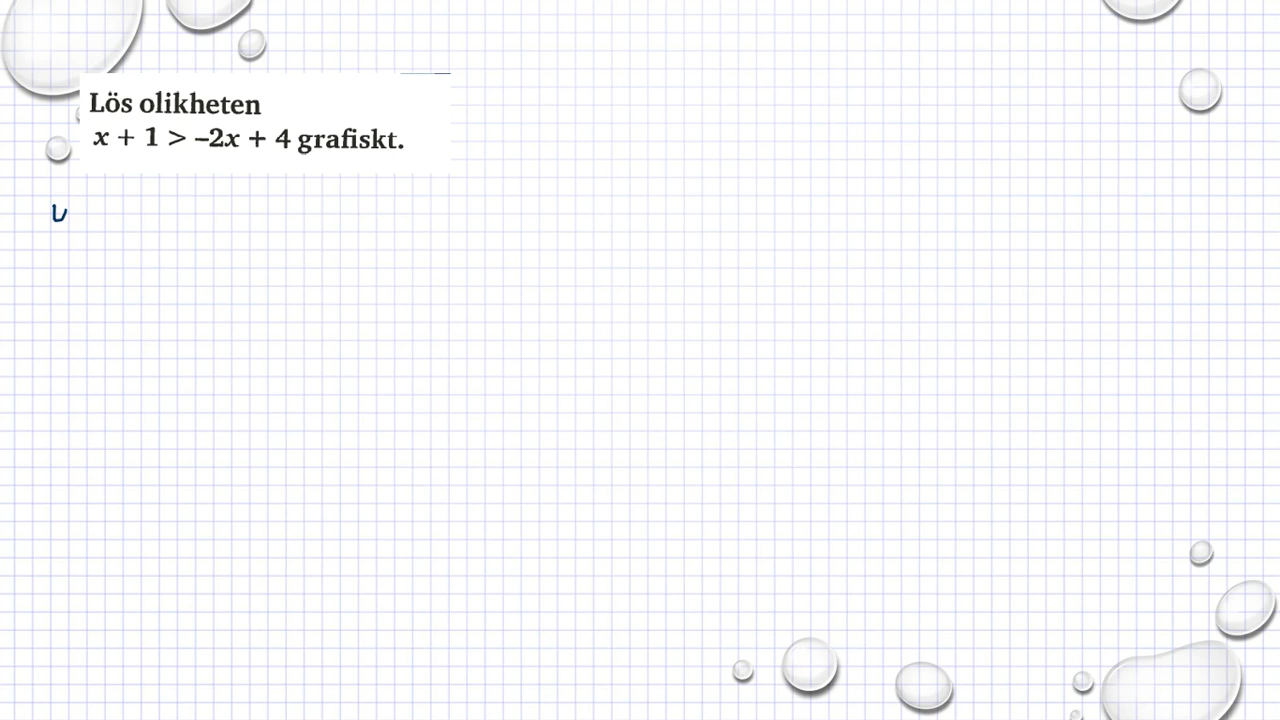 Lös olikheten
x + 1 > –2x + 4 grafiskt.